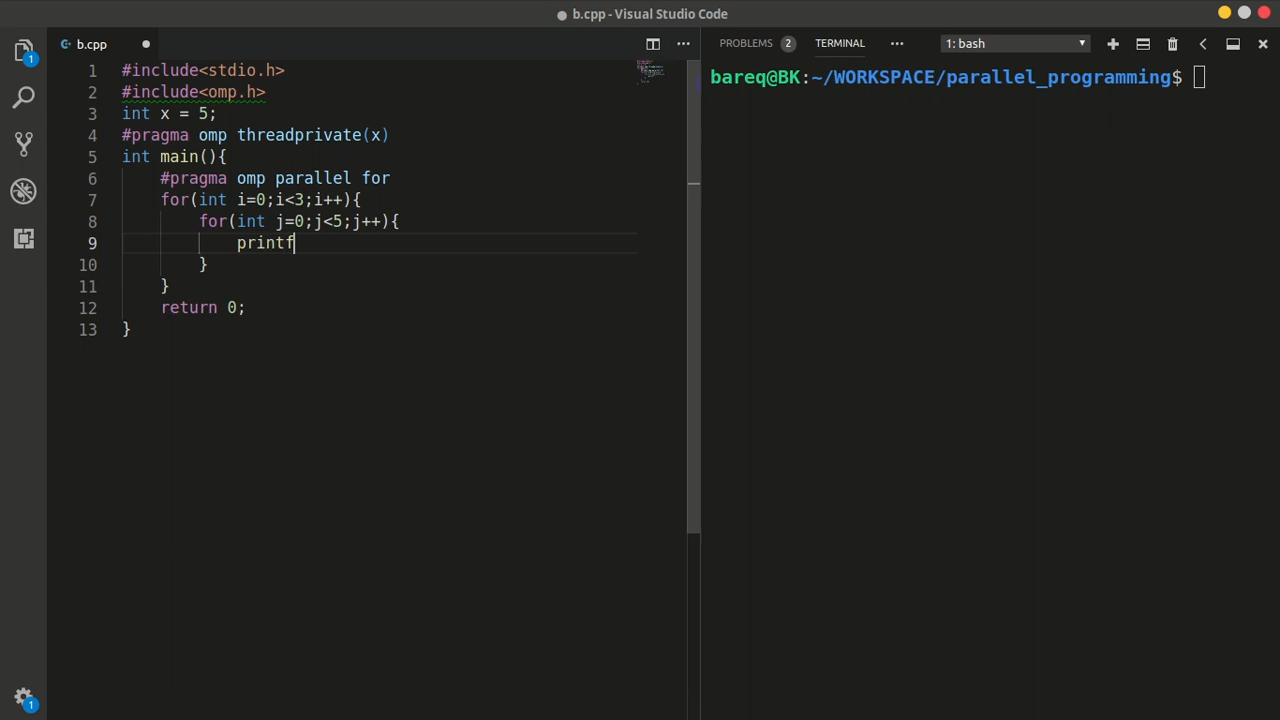 ● b.cpp - Visual Studio Code
b.cpp ●
1 #include<stdio.h>
2 #include<omp.h>
3 int x = 5;
4 #pragma omp threadprivate(x)
5 int main(){
6 #pragma omp parallel for
7 for(int i=0;i<3;i++){
8 for(int j=0;j<5;j++){
9 printf
10 }
11 }
12 return 0;
13 }
PROBLEMS 2 TERMINAL ••• 1: bash
bareq@BK:~/WORKSPACE/parallel_programming$
1
1